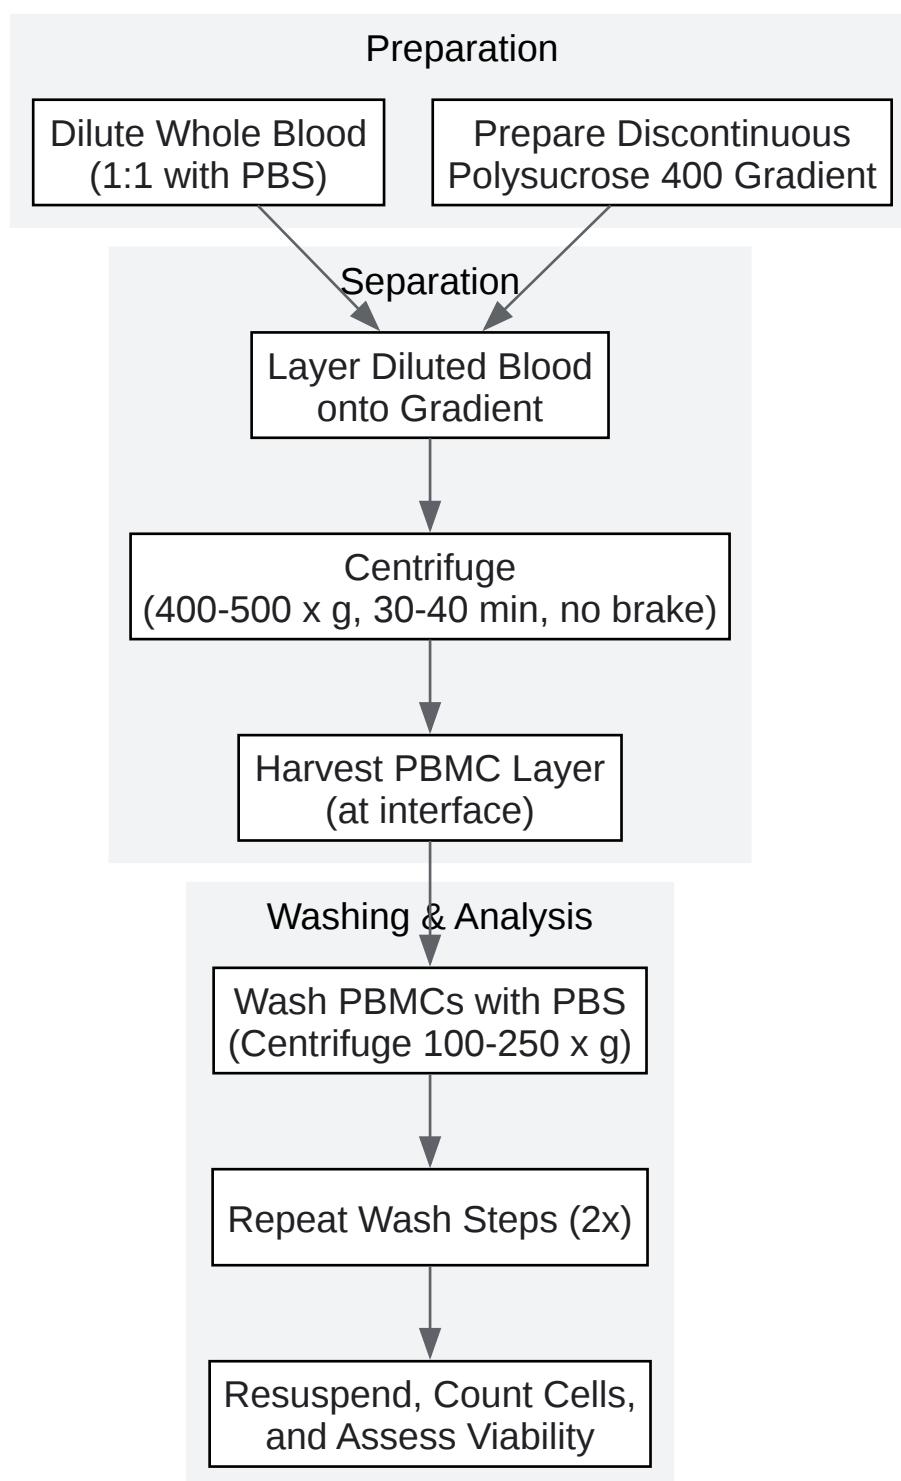 Preparation
Dilute Whole Blood
(1:1 with PBS)
Prepare Discontinuous
Polysucrose 400 Gradient
Separation
Layer Diluted Blood
onto Gradient
Centrifuge
(400-500 x g, 30-40 min, no brake)
Harvest PBMC Layer
(at interface)
Washing & Analysis
Wash PBMCs with PBS
(Centrifuge 100-250 x g)
Repeat Wash Steps (2x)
Resuspend, Count Cells,
and Assess Viability